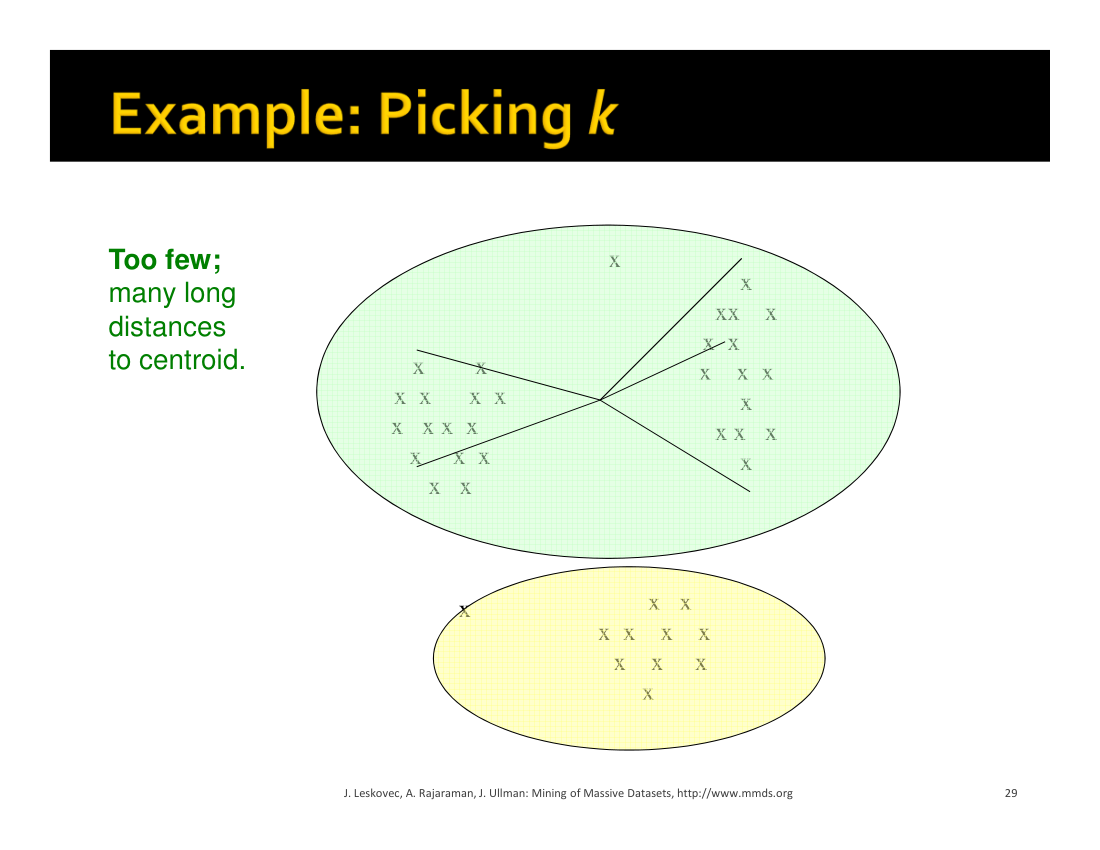 Example: Picking k
Too few;
many long
distances
to centroid.
x
x
xx x
x x
x x
x x x
x x x x
x
x x x x
x x x
x x x
x
x x
x
x x
x x x x
x x x
x
J. Leskovec, A. Rajaraman, J. Ullman: Mining of Massive Datasets, http://www.mmds.org
29